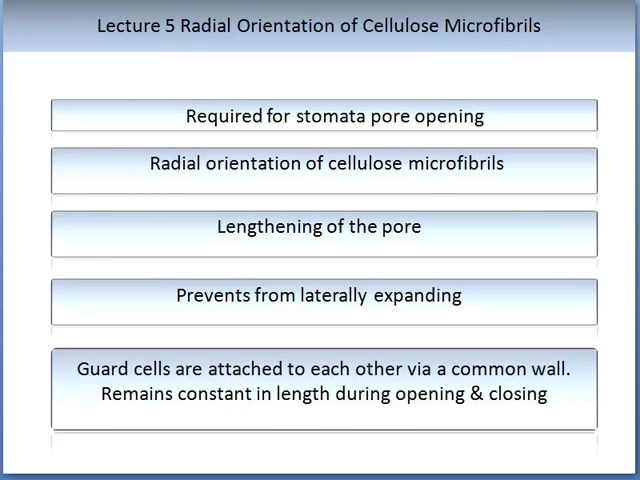 Lecture 5 Radial Orientation of Cellulose Microfibrils
Required for stomata pore opening
Radial orientation of cellulose microfibrils
Lengthening of the pore
Prevents from laterally expanding
Guard cells are attached to each other via a common wall.
Remains constant in length during opening & closing